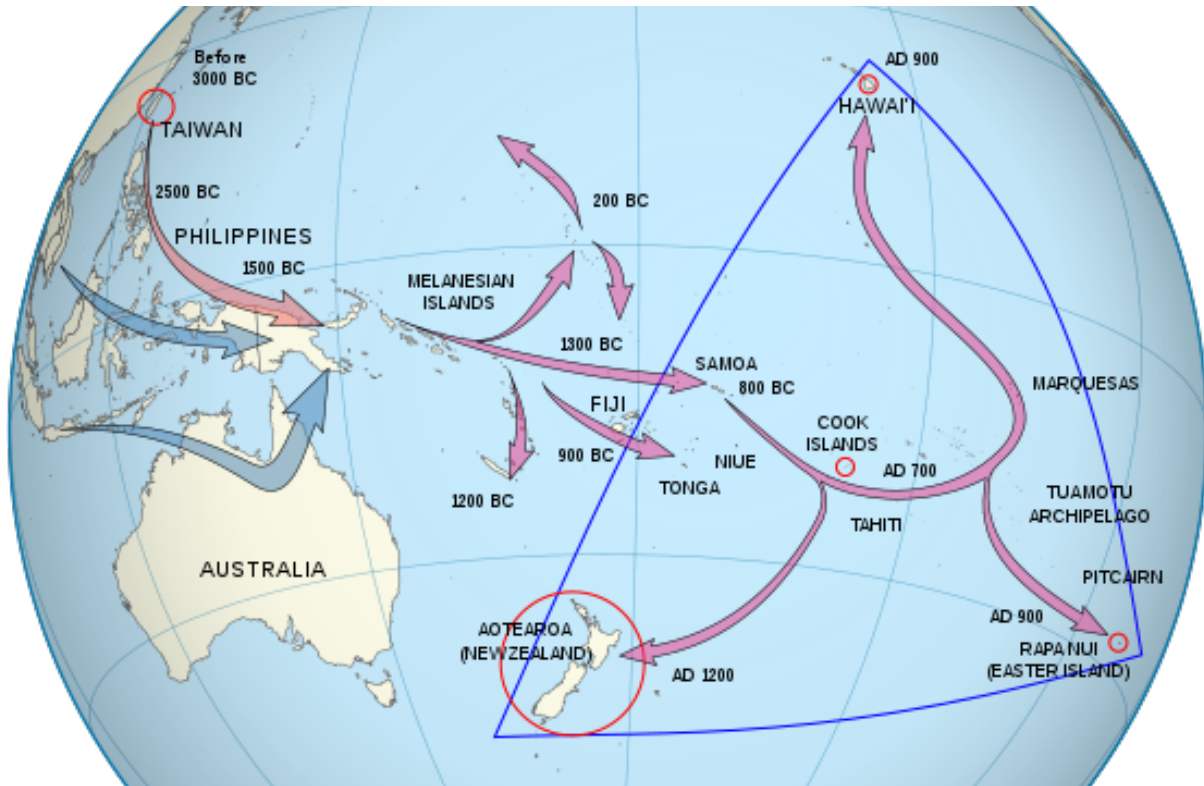 Before
3000 BC
TAIWAN
2500 BC
PHILIPPINES
1500 BC
200 BC
MELANESIAN
ISLANDS
1300 BC
AD 900
HAWAI'I
SAMOA
800 BC
MARQUESAS
FIJI
COOK
ISLANDS
900 BC
NIUE
AD 700
TONGA
1200 BC
TAHITI
TUAMOTU
ARCHIPELAGO
AUSTRALIA
PITCAIRN
AOTEAROA
(NEWZEALAND)
AD 1200
AD 900
RAPA NUI
(EASTER ISLAND)